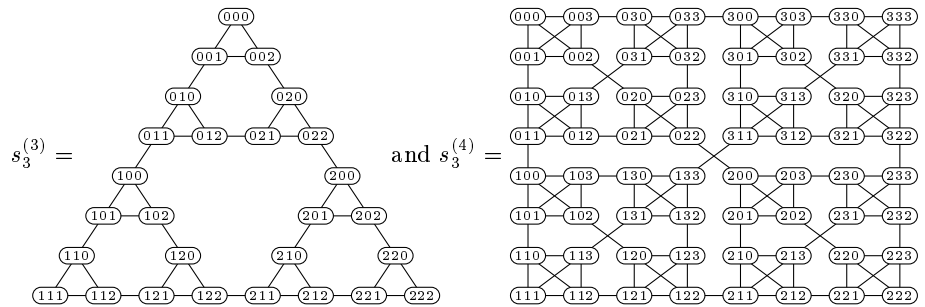 000 000 003 030 033 300 303 330 333
001 002 001 002 031 032 301 302 331 332
010 020 010 013 020 023 310 313 320 323
011 012 021 022 011 012 021 022 311 312 321 322
s₃⁽³⁾ = and s₃⁽⁴⁾ =
100 200 100 103 130 133 200 203 230 233
101 102 201 202 101 102 131 132 201 202 231 232
110 120 210 220 110 113 120 123 210 213 220 223
111 112 121 122 211 212 221 222 111 112 121 122 211 212 221 222